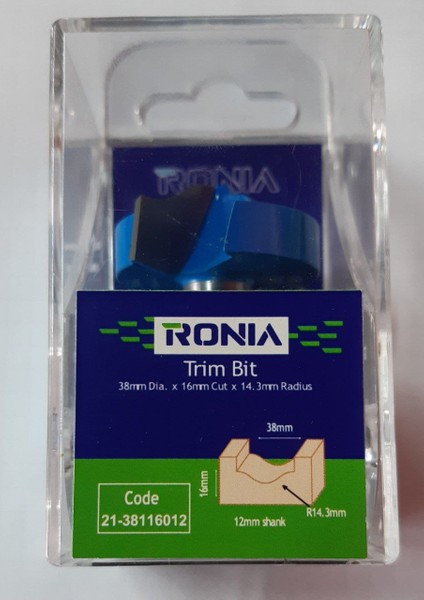 RONIA
RONIA
Trim Bit
38mm Dia. x 16mm Cut x 14.3mm Radius
38mm
16mm
R14.3mm
12mm shank
Code
21-38116012